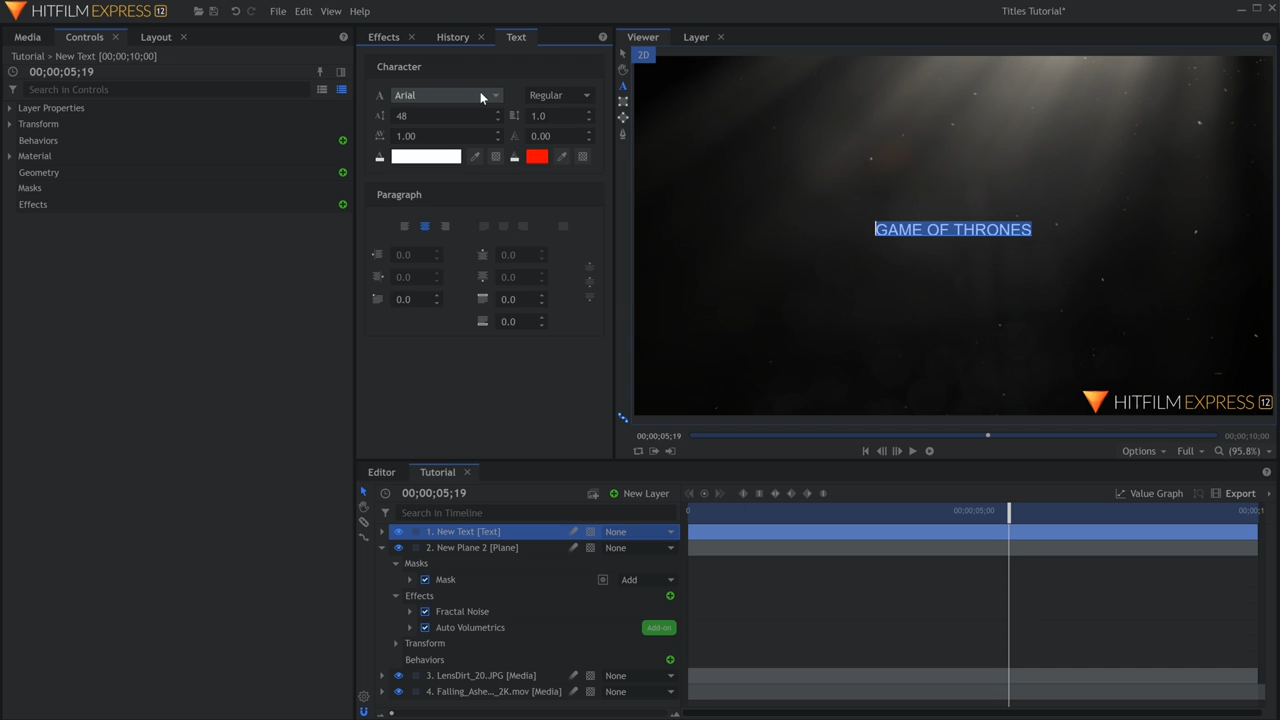 HITFILM EXPRESS 12
File Edit View Help
Titles Tutorial*
Media Controls Layout
Effects History Text
Viewer Layer
Tutorial > New Text [00;00;10;00]
00;00;05;19
Search in Controls
Layer Properties
Transform
Behaviors
Material
Geometry
Masks
Effects
Character
Arial Regular
48 1.0
1.00 0.00
Paragraph
0.0 0.0
0.0 0.0
0.0 0.0
0.0
2D
GAME OF THRONES
HITFILM EXPRESS 12
00;00;05;19 00;00;10;00
Options Full (95.8%)
Editor Tutorial
00;00;05;19 New Layer Value Graph Export
Search in Timeline
0 00;00;05;00 00;00;1
1. New Text [Text] None
2. New Plane 2 [Plane] None
Masks
Mask Add
Effects
Fractal Noise
Auto Volumetrics Add-on
Transform
Behaviors
3. LensDirt_20.JPG [Media] None
4. Falling_Ashe..._2K.mov [Media] None